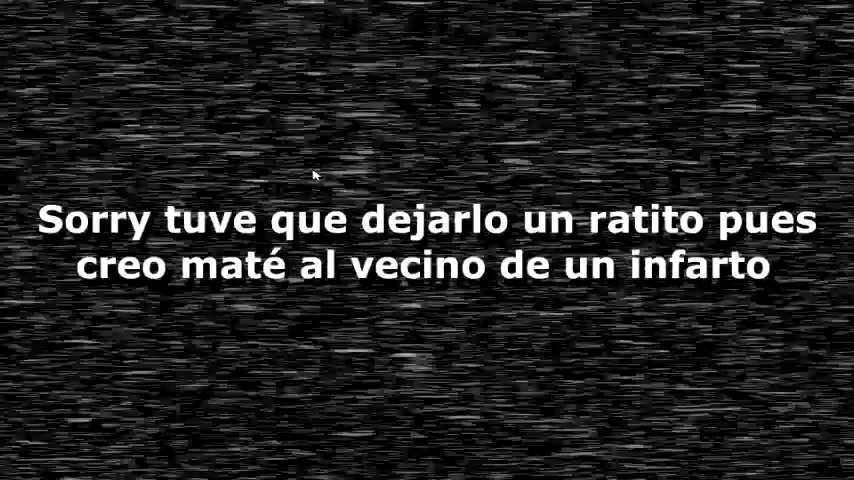 Sorry tuve que dejarlo un ratito pues
creo maté al vecino de un infarto